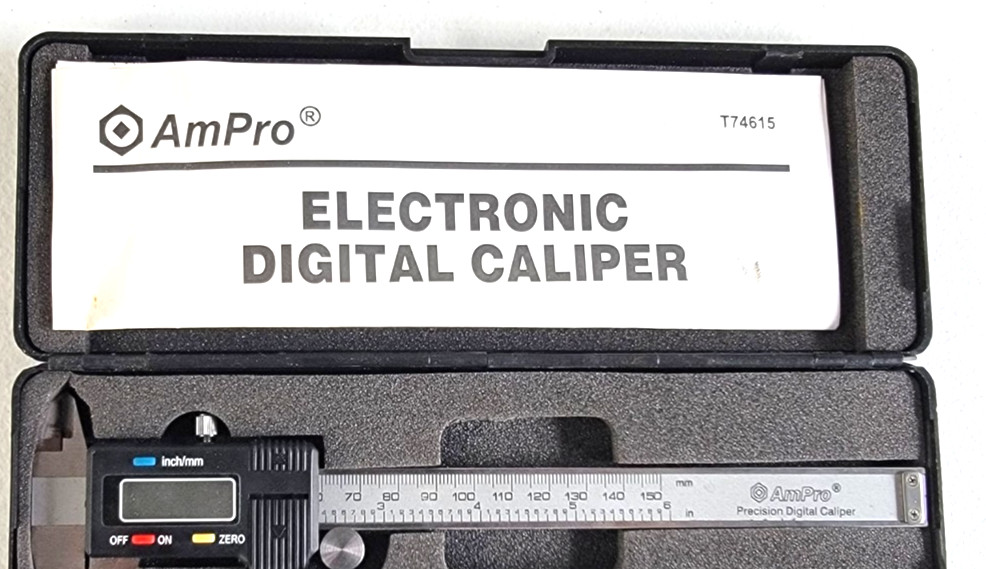 AmPro®
T74615
ELECTRONIC
DIGITAL CALIPER
inch/mm
OFF ON ZERO
70 80 90 100 110 120 130 140 150 mm
3 4 5 6 in
AmPro®
Precision Digital Caliper